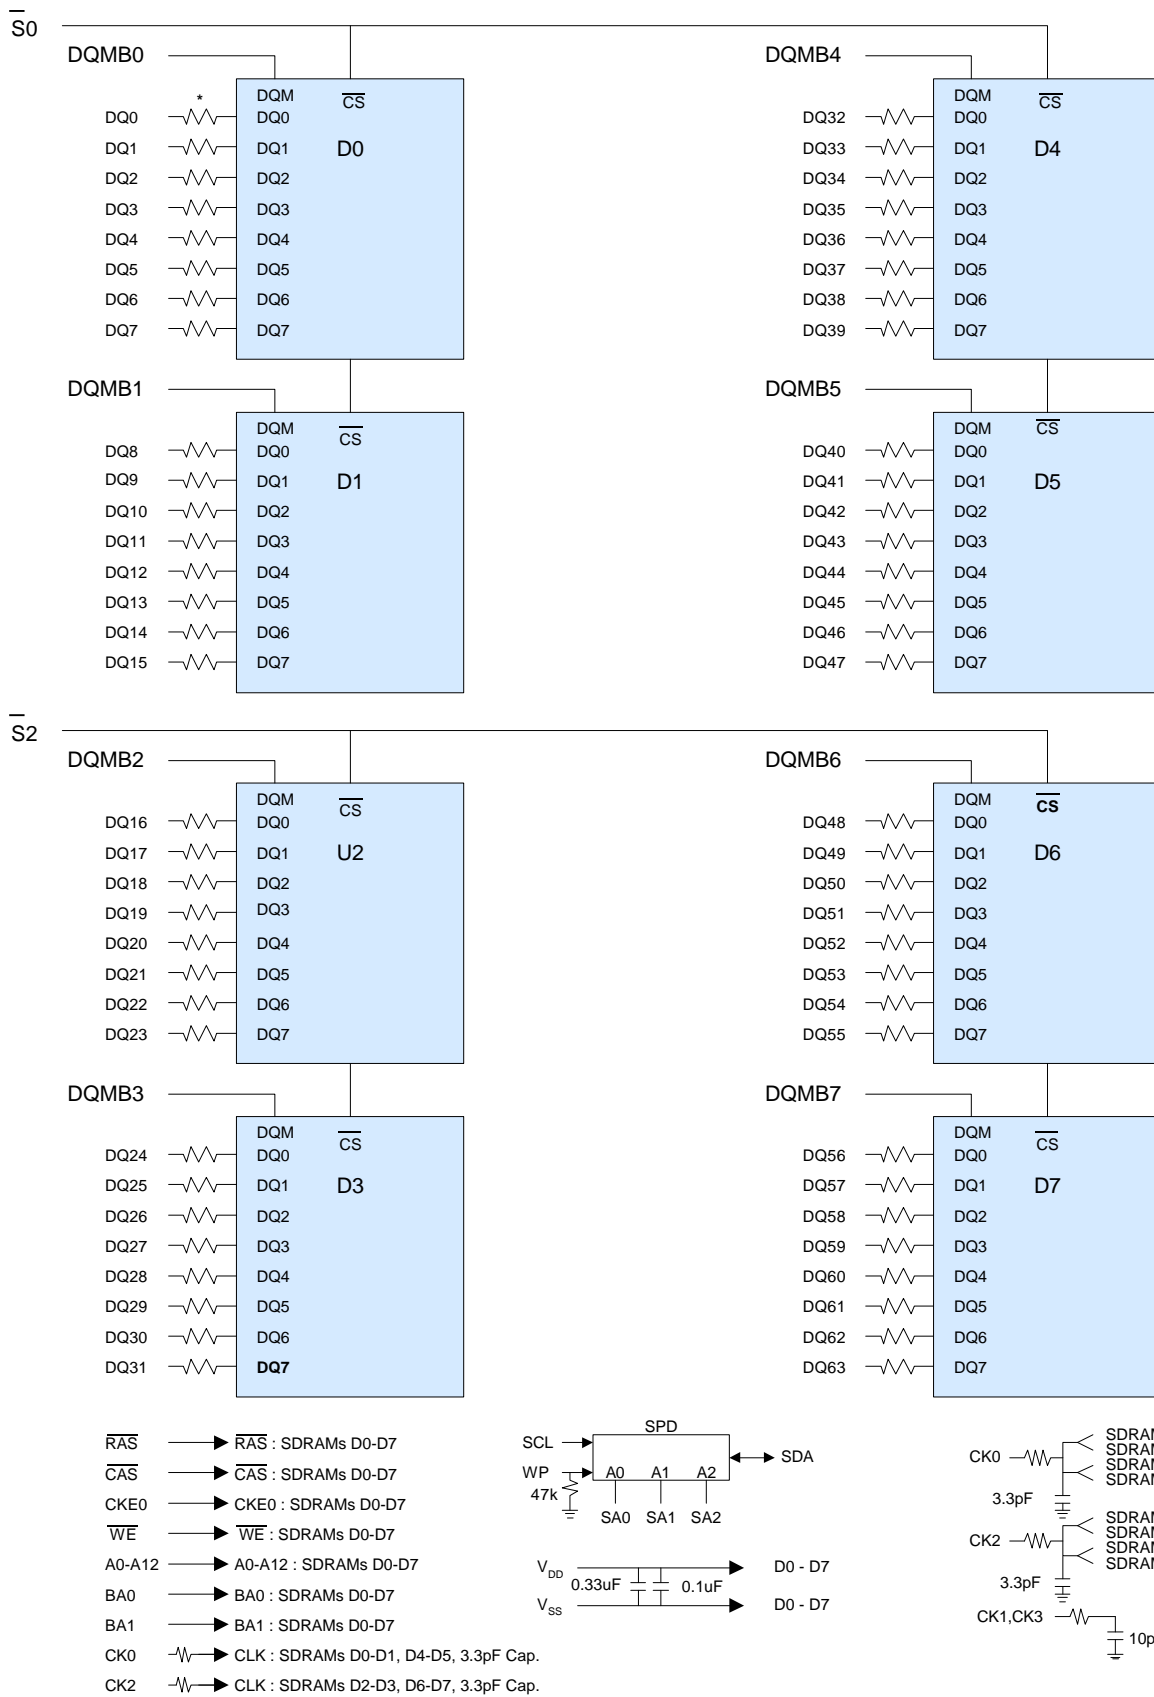 S0
DQMB0
DQM CS
*
DQ0 DQ0
DQ1 DQ1 D0
DQ2 DQ2
DQ3 DQ3
DQ4 DQ4
DQ5 DQ5
DQ6 DQ6
DQ7 DQ7
DQMB4
DQM CS
DQ32 DQ0
DQ33 DQ1 D4
DQ34 DQ2
DQ35 DQ3
DQ36 DQ4
DQ37 DQ5
DQ38 DQ6
DQ39 DQ7
DQMB1
DQM CS
DQ8 DQ0
DQ9 DQ1 D1
DQ10 DQ2
DQ11 DQ3
DQ12 DQ4
DQ13 DQ5
DQ14 DQ6
DQ15 DQ7
DQMB5
DQM CS
DQ40 DQ0
DQ41 DQ1 D5
DQ42 DQ2
DQ43 DQ3
DQ44 DQ4
DQ45 DQ5
DQ46 DQ6
DQ47 DQ7
S2
DQMB2
DQM CS
DQ16 DQ0
DQ17 DQ1 U2
DQ18 DQ2
DQ19 DQ3
DQ20 DQ4
DQ21 DQ5
DQ22 DQ6
DQ23 DQ7
DQMB6
DQM CS
DQ48 DQ0
DQ49 DQ1 D6
DQ50 DQ2
DQ51 DQ3
DQ52 DQ4
DQ53 DQ5
DQ54 DQ6
DQ55 DQ7
DQMB3
DQM CS
DQ24 DQ0
DQ25 DQ1 D3
DQ26 DQ2
DQ27 DQ3
DQ28 DQ4
DQ29 DQ5
DQ30 DQ6
DQ31 DQ7
DQMB7
DQM CS
DQ56 DQ0
DQ57 DQ1 D7
DQ58 DQ2
DQ59 DQ3
DQ60 DQ4
DQ61 DQ5
DQ62 DQ6
DQ63 DQ7
RAS RAS : SDRAMs D0-D7
CAS CAS : SDRAMs D0-D7
CKE0 CKE0 : SDRAMs D0-D7
WE WE : SDRAMs D0-D7
A0-A12 A0-A12 : SDRAMs D0-D7
BA0 BA0 : SDRAMs D0-D7
BA1 BA1 : SDRAMs D0-D7
CK0 CLK : SDRAMs D0-D1, D4-D5, 3.3pF Cap.
CK2 CLK : SDRAMs D2-D3, D6-D7, 3.3pF Cap.
SPD
SCL
SDA
WP A0 A1 A2
47k
SA0 SA1 SA2
VDD D0 - D7
0.33uF 0.1uF
VSS D0 - D7
CK0
3.3pF
CK2
3.3pF
CK1,CK3